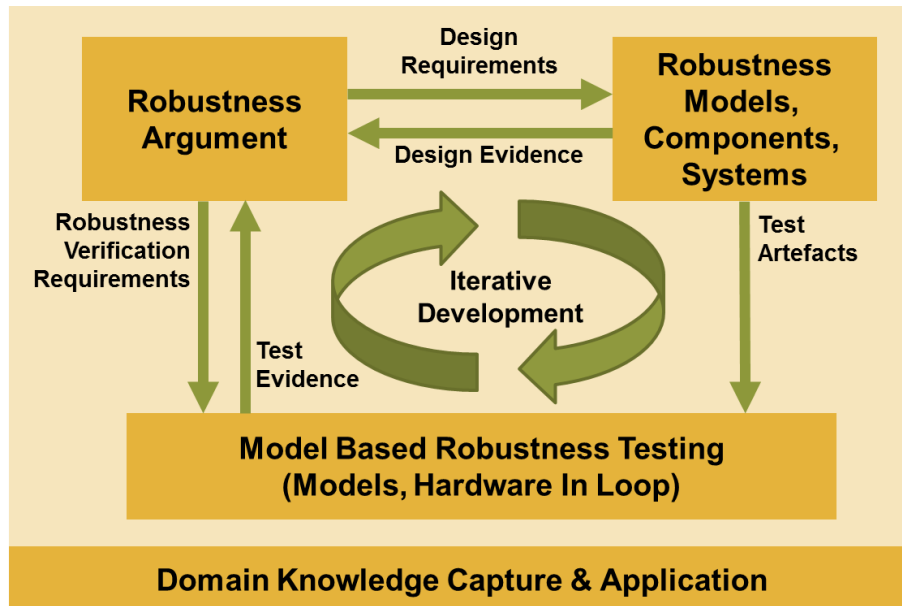 Design
Requirements
Robustness
Argument
Robustness
Models,
Components,
Systems
Design Evidence
Robustness
Verification
Requirements
Test
Artefacts
Iterative
Development
Test
Evidence
Model Based Robustness Testing
(Models, Hardware In Loop)
Domain Knowledge Capture & Application